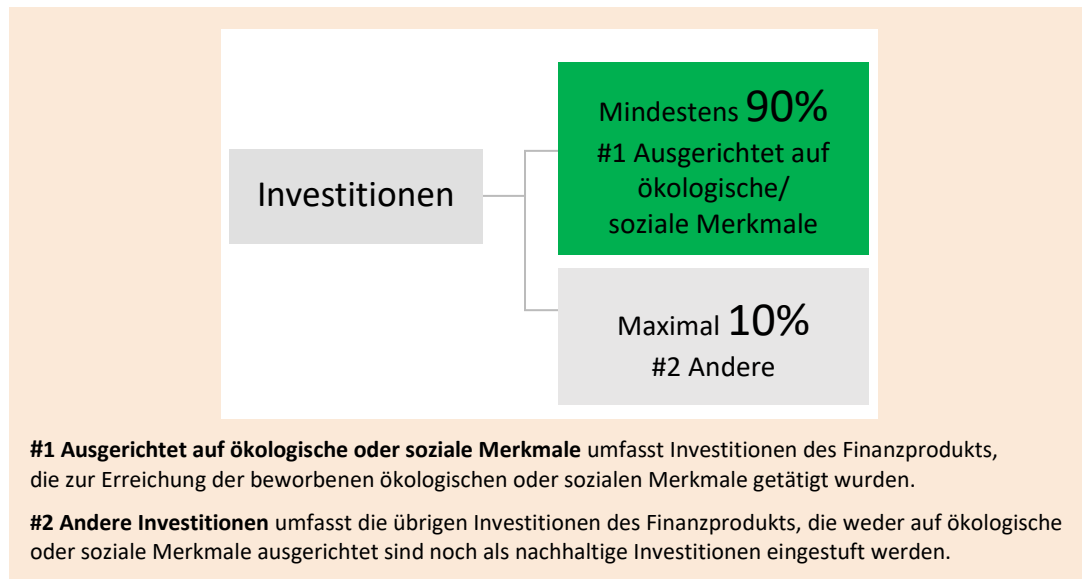 Investitionen
Mindestens 90%
#1 Ausgerichtet auf
ökologische/
soziale Merkmale
Maximal 10%
#2 Andere
#1 Ausgerichtet auf ökologische oder soziale Merkmale umfasst Investitionen des Finanzprodukts,
die zur Erreichung der beworbenen ökologischen oder sozialen Merkmale getätigt wurden.
#2 Andere Investitionen umfasst die übrigen Investitionen des Finanzprodukts, die weder auf ökologische
oder soziale Merkmale ausgerichtet sind noch als nachhaltige Investitionen eingestuft werden.